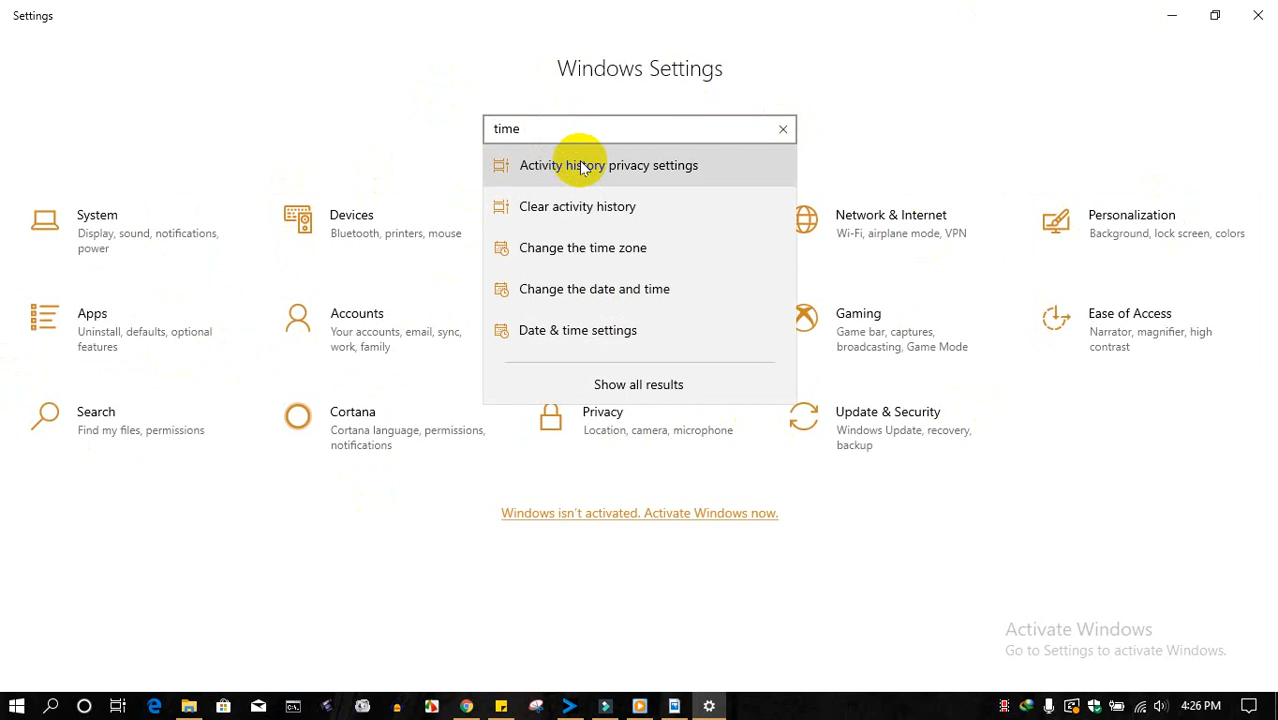 Settings
Windows Settings
time
Activity history privacy settings
Clear activity history
Change the time zone
Change the date and time
Date & time settings
Show all results
System
Display, sound, notifications,
power
Devices
Bluetooth, printers, mouse
Network & Internet
Wi-Fi, airplane mode, VPN
Personalization
Background, lock screen, colors
Apps
Uninstall, defaults, optional
features
Accounts
Your accounts, email, sync,
work, family
Gaming
Game bar, captures,
broadcasting, Game Mode
Ease of Access
Narrator, magnifier, high
contrast
Search
Find my files, permissions
Cortana
Cortana language, permissions,
notifications
Privacy
Location, camera, microphone
Update & Security
Windows Update, recovery,
backup
Windows isn't activated. Activate Windows now.
Activate Windows
Go to Settings to activate Windows.
4:26 PM